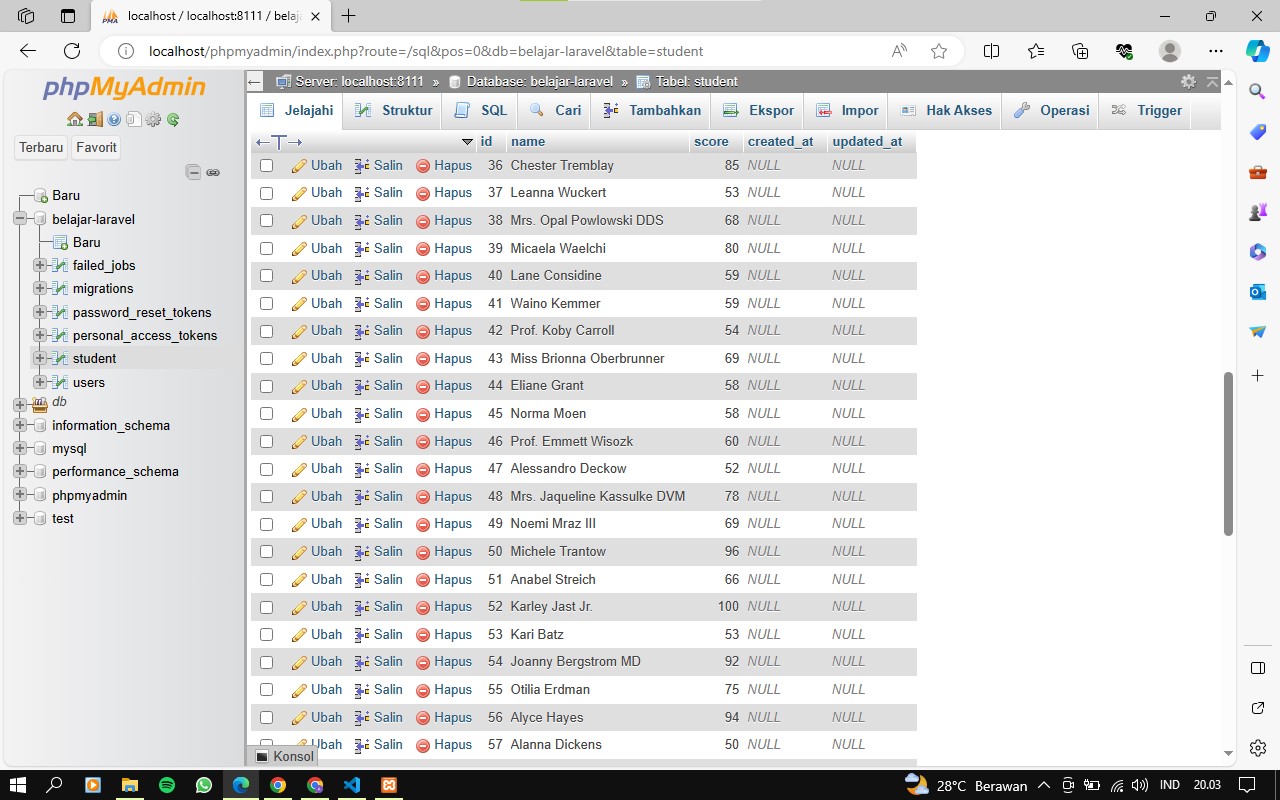 localhost / localhost:8111 / belaj
localhost/phpmyadmin/index.php?route=/sql&pos=0&db=belajar-laravel&table=student
phpMyAdmin
Terbaru Favorit
Baru
belajar-laravel
Baru
failed_jobs
migrations
password_reset_tokens
personal_access_tokens
student
users
db
information_schema
mysql
performance_schema
phpmyadmin
test
Server: localhost:8111 » Database: belajar-laravel » Tabel: student
Jelajahi Struktur SQL Cari Tambahkan Ekspor Impor Hak Akses Operasi Trigger
id name score created_at updated_at
Ubah Salin Hapus 36 Chester Tremblay 85 NULL NULL
Ubah Salin Hapus 37 Leanna Wuckert 53 NULL NULL
Ubah Salin Hapus 38 Mrs. Opal Powlowski DDS 68 NULL NULL
Ubah Salin Hapus 39 Micaela Waelchi 80 NULL NULL
Ubah Salin Hapus 40 Lane Considine 59 NULL NULL
Ubah Salin Hapus 41 Waino Kemmer 59 NULL NULL
Ubah Salin Hapus 42 Prof. Koby Carroll 54 NULL NULL
Ubah Salin Hapus 43 Miss Brionna Oberbrunner 69 NULL NULL
Ubah Salin Hapus 44 Eliane Grant 58 NULL NULL
Ubah Salin Hapus 45 Norma Moen 58 NULL NULL
Ubah Salin Hapus 46 Prof. Emmett Wisozk 60 NULL NULL
Ubah Salin Hapus 47 Alessandro Deckow 52 NULL NULL
Ubah Salin Hapus 48 Mrs. Jaqueline Kassulke DVM 78 NULL NULL
Ubah Salin Hapus 49 Noemi Mraz III 69 NULL NULL
Ubah Salin Hapus 50 Michele Trantow 96 NULL NULL
Ubah Salin Hapus 51 Anabel Streich 66 NULL NULL
Ubah Salin Hapus 52 Karley Jast Jr. 100 NULL NULL
Ubah Salin Hapus 53 Kari Batz 53 NULL NULL
Ubah Salin Hapus 54 Joanny Bergstrom MD 92 NULL NULL
Ubah Salin Hapus 55 Otilia Erdman 75 NULL NULL
Ubah Salin Hapus 56 Alyce Hayes 94 NULL NULL
Ubah Salin Hapus 57 Alanna Dickens 50 NULL NULL
Konsol
28°C Berawan IND 20.03